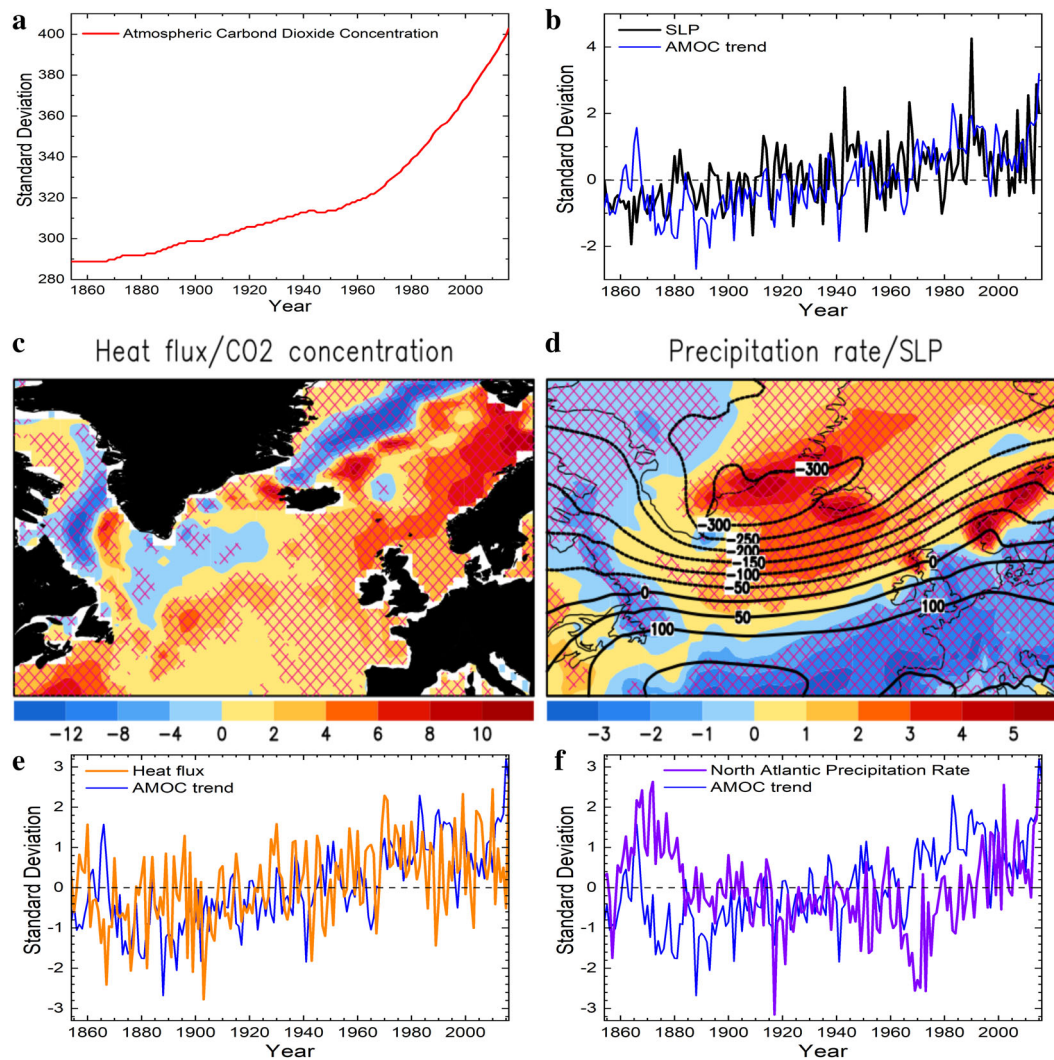 a
Atmospheric Carbond Dioxide Concentration
Standard Deviation
400
380
360
340
320
300
280
1860 1880 1900 1920 1940 1960 1980 2000
Year
b
SLP
AMOC trend
Standard Deviation
4
2
0
-2
1860 1880 1900 1920 1940 1960 1980 2000
Year
c
Heat flux/CO2 concentration
-12 -8 -4 0 2 4 6 8 10
d
Precipitation rate/SLP
-300
-300
-250
-200
-150
-100
-50
0
0
50
100
100
-3 -2 -1 0 1 2 3 4 5
e
Heat flux
AMOC trend
Standard Deviation
3
2
1
0
-1
-2
-3
1860 1880 1900 1920 1940 1960 1980 2000
Year
f
North Atlantic Precipitation Rate
AMOC trend
Standard Deviation
3
2
1
0
-1
-2
-3
1860 1880 1900 1920 1940 1960 1980 2000
Year